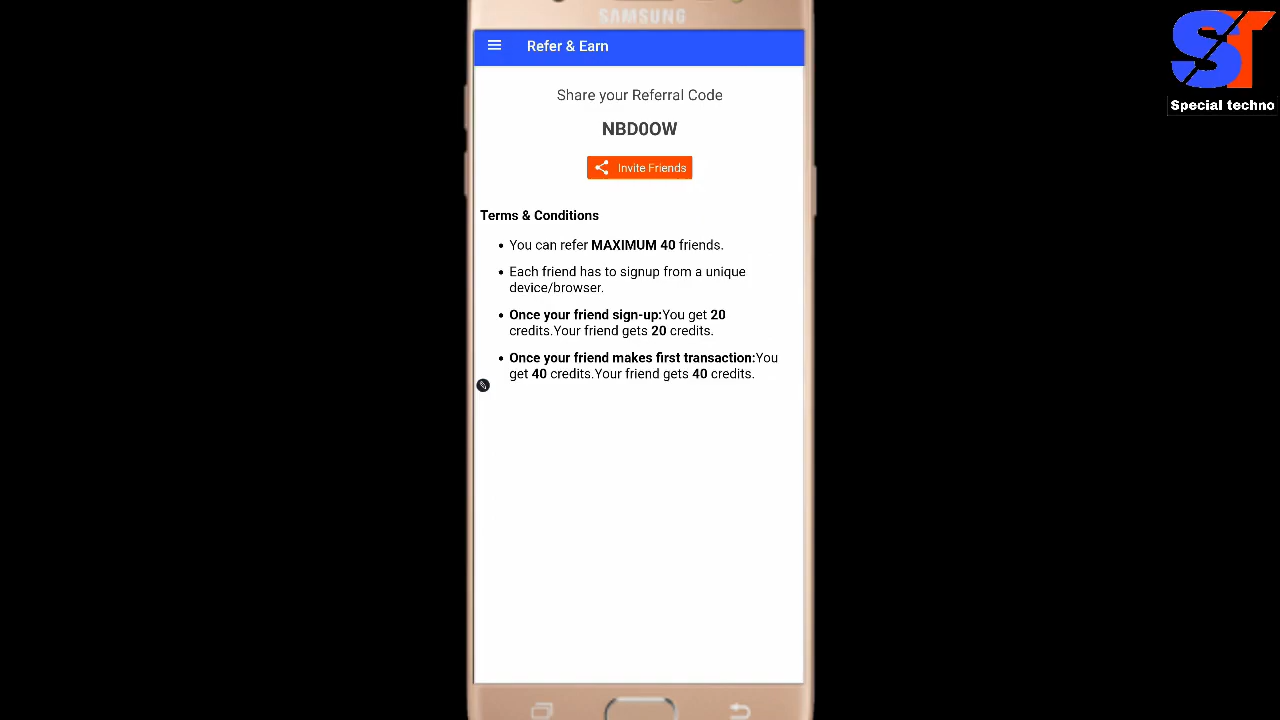 SAMSUNG
Refer & Earn
Share your Referral Code
NBD0OW
Invite Friends
Terms & Conditions
• You can refer MAXIMUM 40 friends.
• Each friend has to signup from a unique
device/browser.
• Once your friend sign-up:You get 20
credits.Your friend gets 20 credits.
• Once your friend makes first transaction:You
get 40 credits.Your friend gets 40 credits.
ST
Special techno